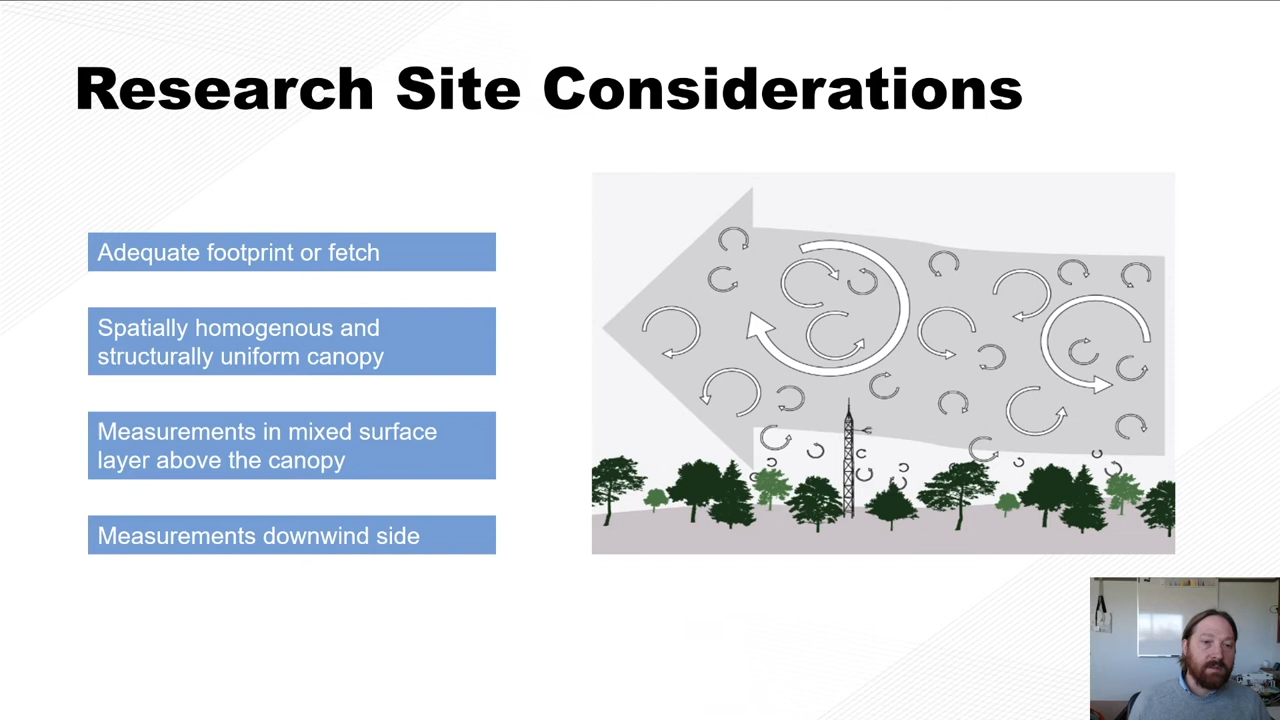 Research Site Considerations
Adequate footprint or fetch
Spatially homogenous and
structurally uniform canopy
Measurements in mixed surface
layer above the canopy
Measurements downwind side